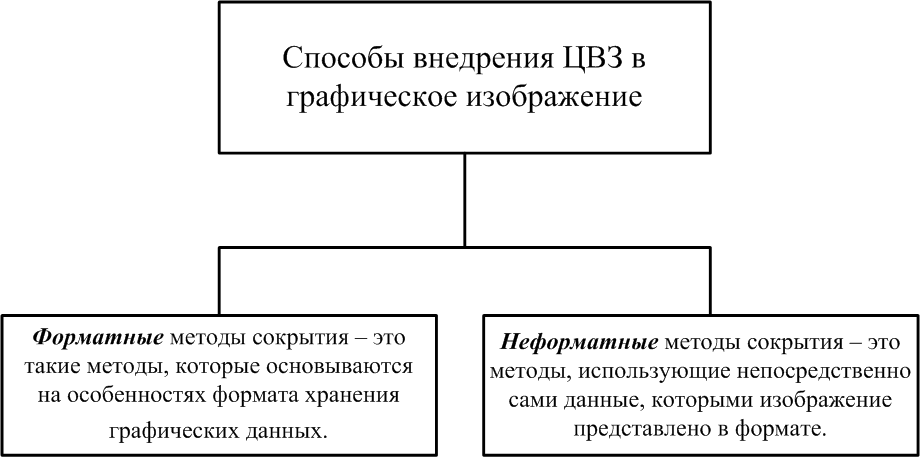 Способы внедрения ЦВЗ в
графическое изображение
Форматные методы сокрытия – это
такие методы, которые основываются
на особенностях формата хранения
графических данных.
Неформатные методы сокрытия – это
методы, использующие непосредственно
сами данные, которыми изображение
представлено в формате.